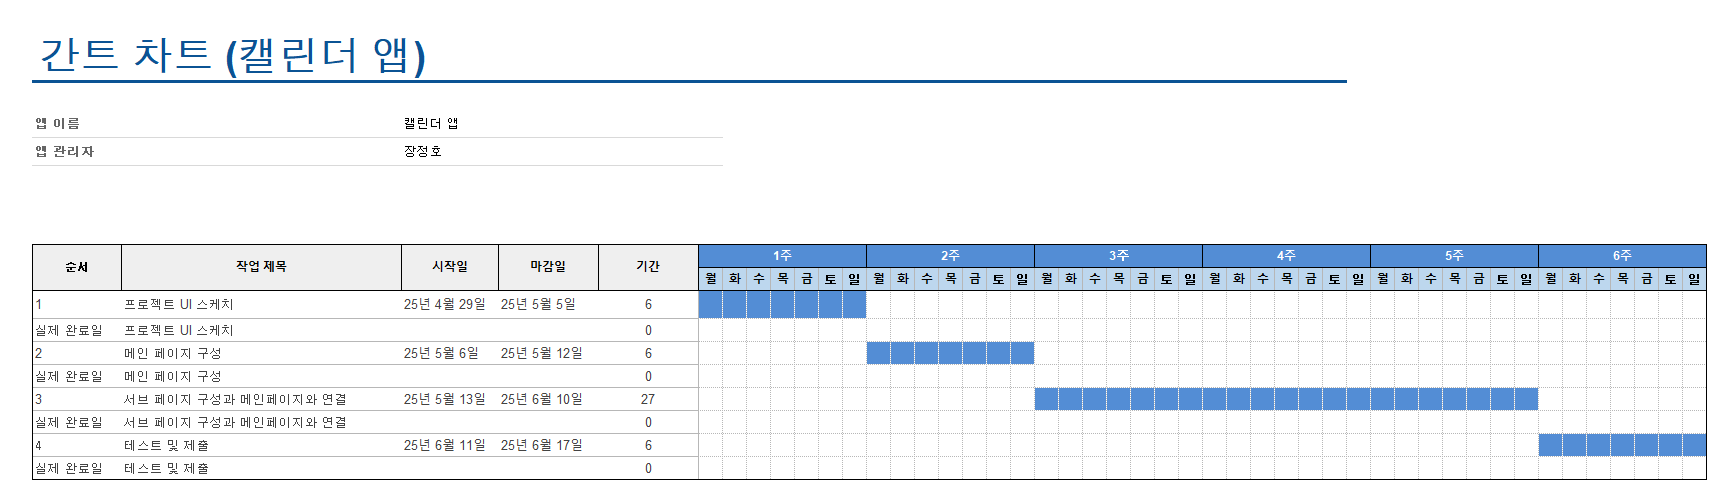 간트 차트 (캘린더 앱)
앱 이름 캘린더 앱
앱 관리자 장정호
순서 작업 제목 시작일 마감일 기간 1주 2주 3주 4주 5주 6주
월 화 수 목 금 토 일 월 화 수 목 금 토 일 월 화 수 목 금 토 일 월 화 수 목 금 토 일 월 화 수 목 금 토 일 월 화 수 목 금 토 일
1 프로젝트 UI 스케치 25년 4월 29일 25년 5월 5일 6
실제 완료일 프로젝트 UI 스케치 0
2 메인 페이지 구성 25년 5월 6일 25년 5월 12일 6
실제 완료일 메인 페이지 구성 0
3 서브 페이지 구성과 메인페이지와 연결 25년 5월 13일 25년 6월 10일 27
실제 완료일 서브 페이지 구성과 메인페이지와 연결 0
4 테스트 및 제출 25년 6월 11일 25년 6월 17일 6
실제 완료일 테스트 및 제출 0